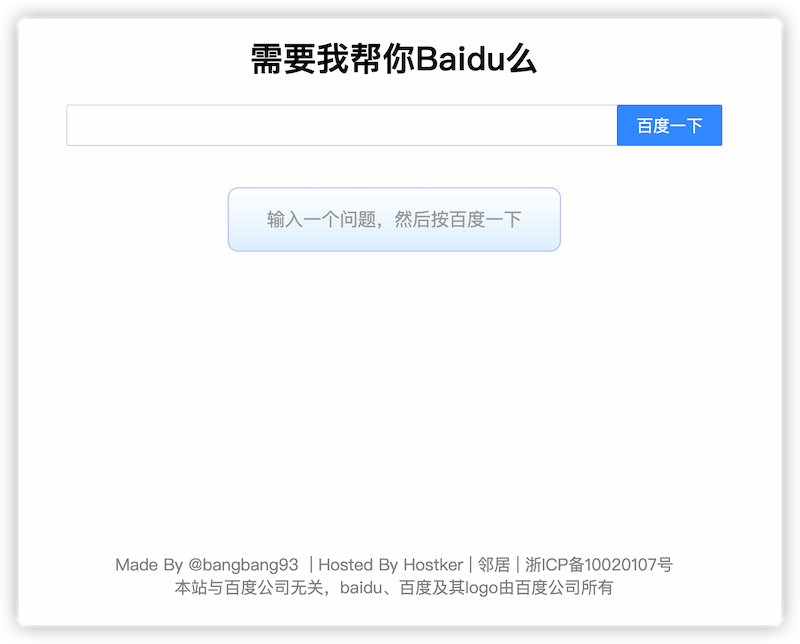 需要我帮你Baidu么
百度一下
输入一个问题，然后按百度一下
Made By @bangbang93 | Hosted By Hostker | 邻居 | 浙ICP备10020107号
本站与百度公司无关，baidu、百度及其logo由百度公司所有